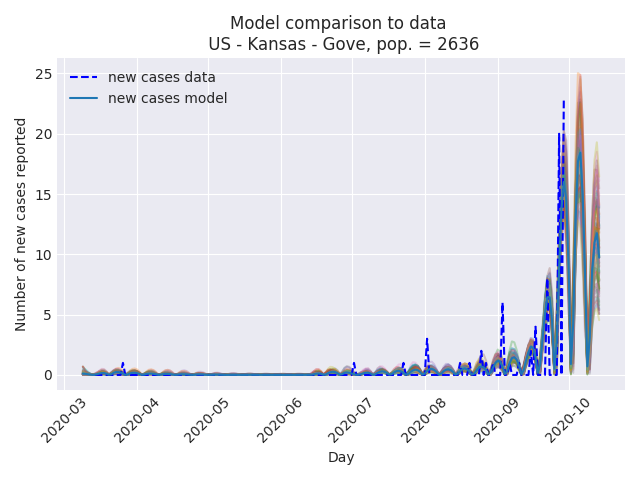 Model comparison to data
US - Kansas - Gove, pop. = 2636
new cases data
new cases model
Number of new cases reported
25
20
15
10
5
0
2020-03
2020-04
2020-05
2020-06
2020-07
2020-08
2020-09
2020-10
Day